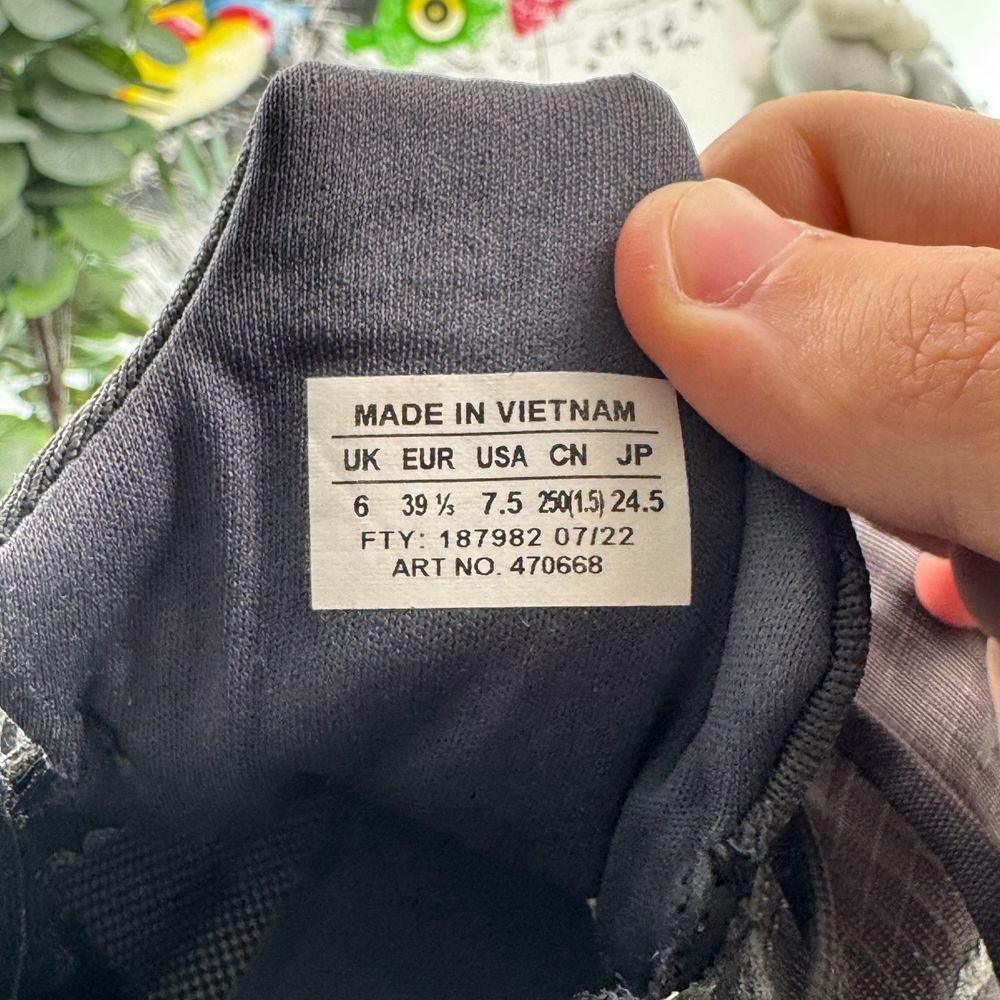 MADE IN VIETNAM
UK EUR USA CN JP
6 39 ⅓ 7.5 250(1.5) 24.5
FTY: 187982 07/22
ART NO. 470668